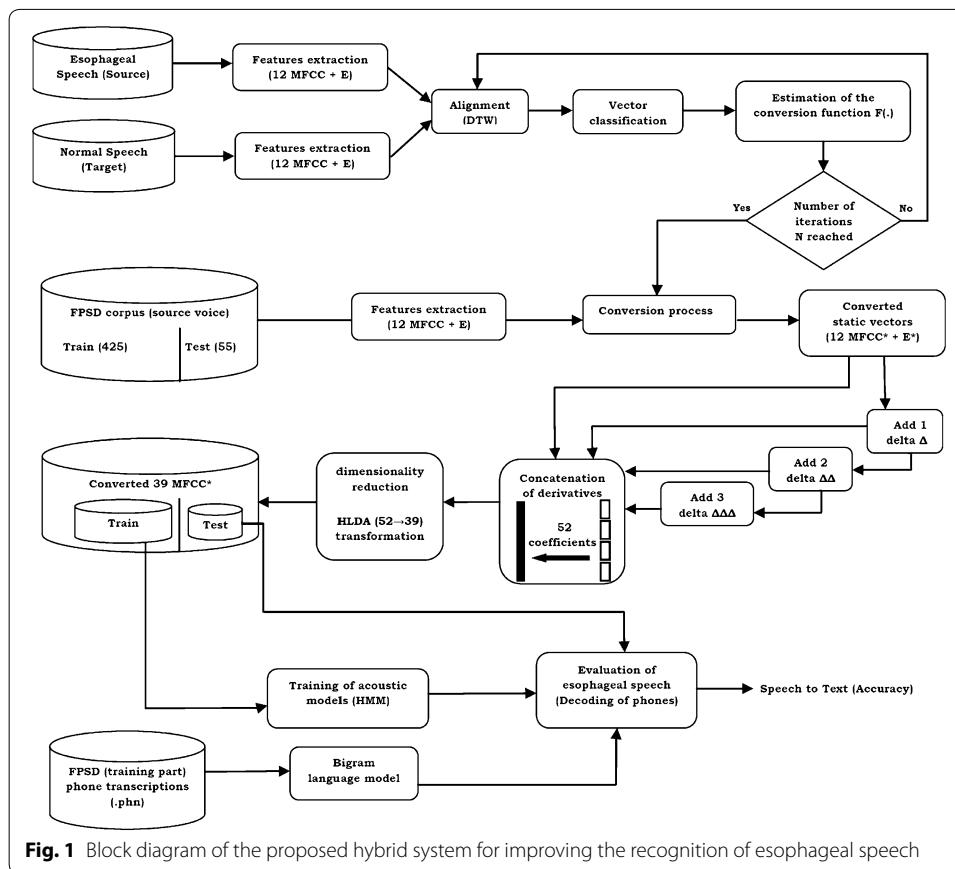 Esophageal
Speech (Source)
Features extraction
(12 MFCC + E)
Normal Speech
(Target)
Features extraction
(12 MFCC + E)
Alignment
(DTW)
Vector
classification
Estimation of the
conversion function F(.)
Yes
Number of
iterations
N reached
No
FPSD corpus (source voice)
Train (425)
Test (55)
Features extraction
(12 MFCC + E)
Conversion process
Converted
static vectors
(12 MFCC* + E*)
Add 1
delta Δ
Add 2
delta ΔΔ
Add 3
delta ΔΔΔ
Concatenation
of derivatives
52
coefficients
dimensionality
reduction
HLDA (52→39)
transformation
Converted 39 MFCC*
Train
Test
Training of acoustic
models (HMM)
Evaluation of
esophageal speech
(Decoding of phones)
Speech to Text (Accuracy)
FPSD (training part)
phone transcriptions
(.phn)
Bigram
language model
Fig. 1 Block diagram of the proposed hybrid system for improving the recognition of esophageal speech